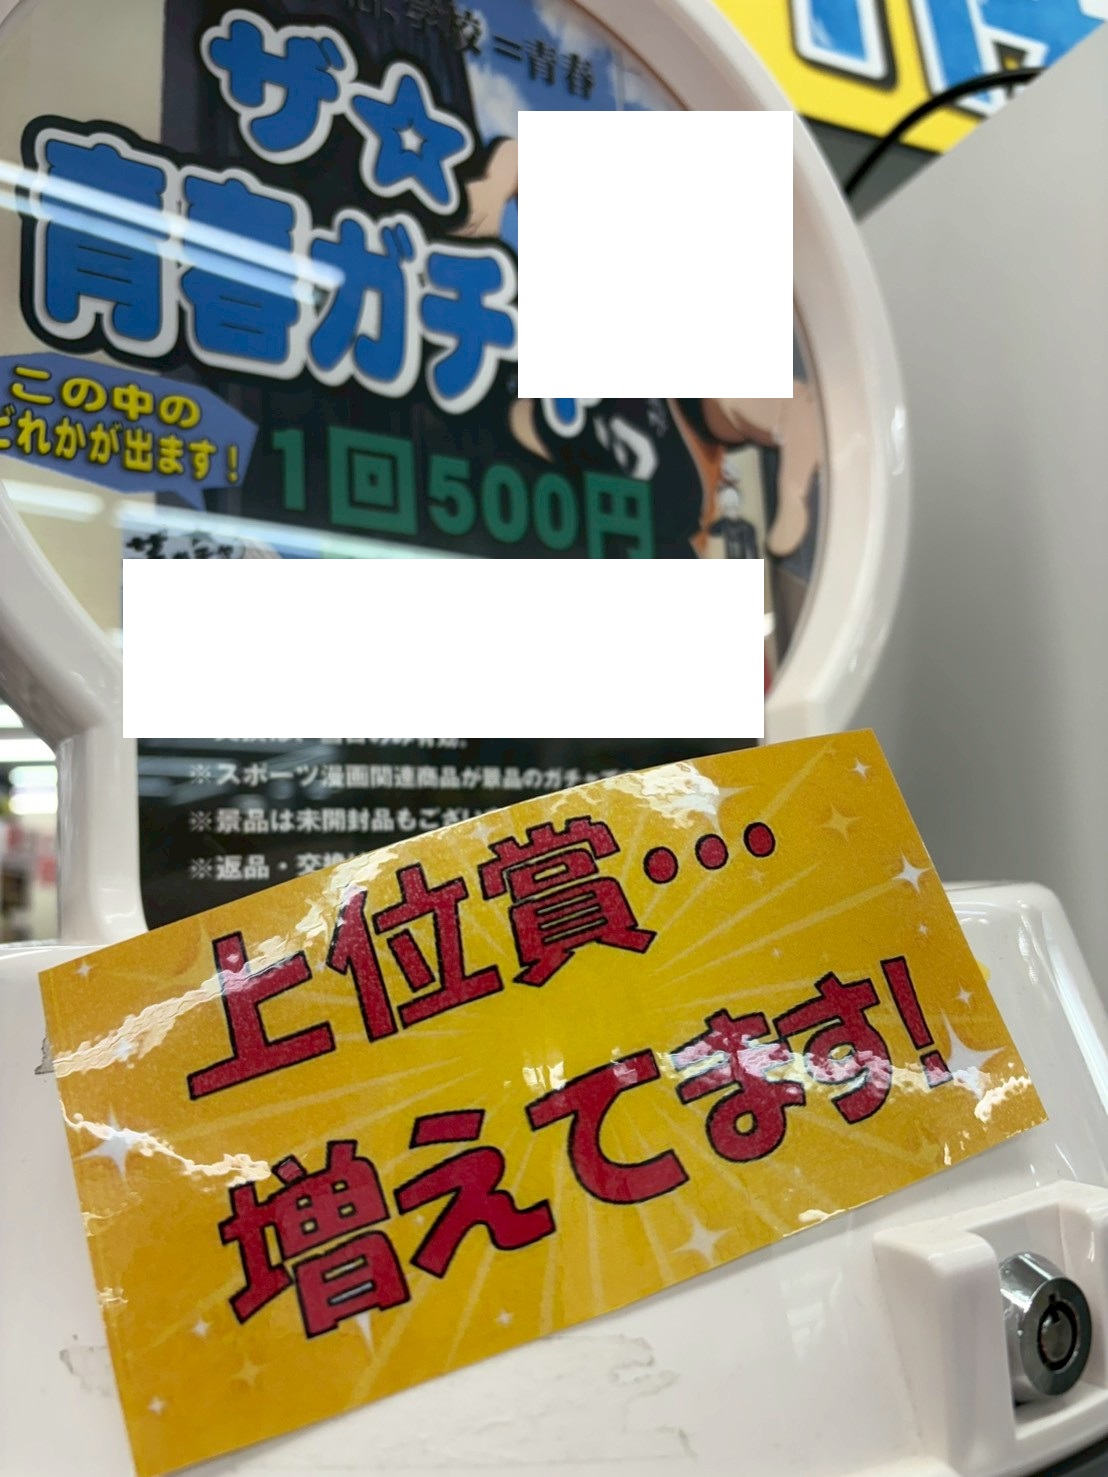 学校=青春
ザ☆
青春ガチャ
この中の
どれかが出ます!
1回500円
※スポーツ漫画関連商品が景品のガチャ
※景品は未開封品もござい
※返品・交換
上位賞…
増えてます!